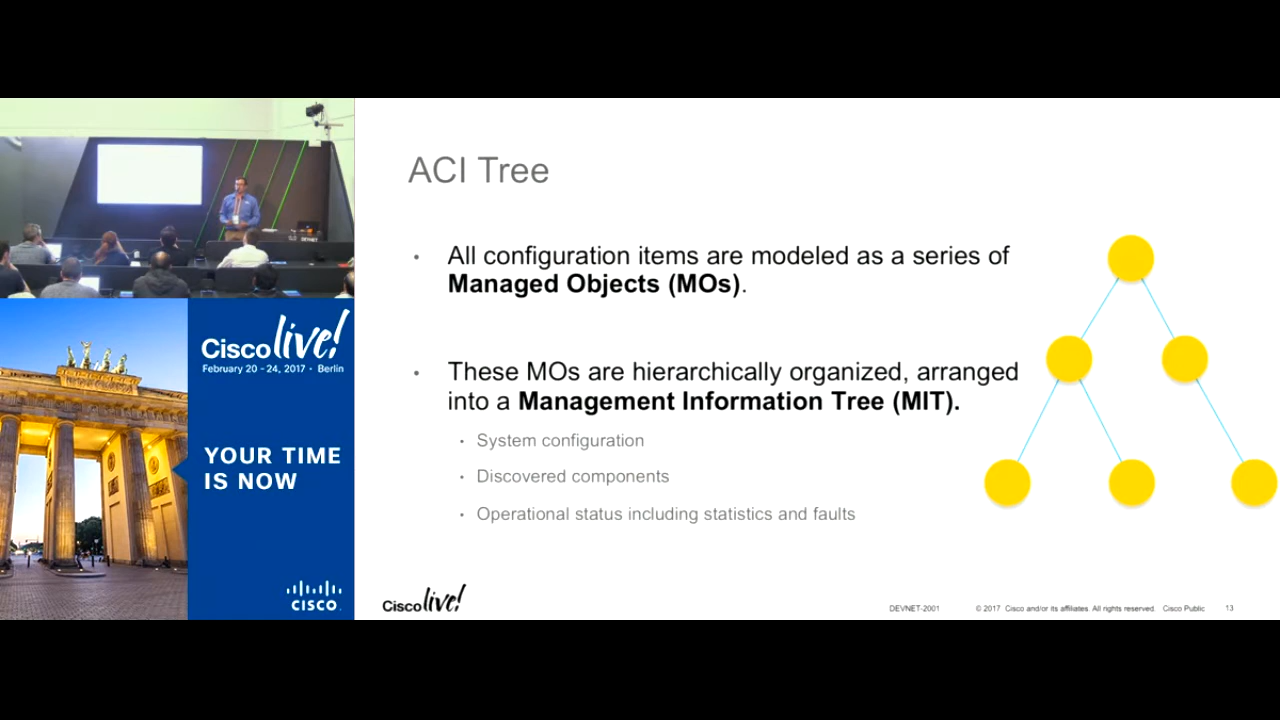 ACI Tree
• All configuration items are modeled as a series of
Managed Objects (MOs).
• These MOs are hierarchically organized, arranged
into a Management Information Tree (MIT).
• System configuration
• Discovered components
• Operational status including statistics and faults
Cisco live!
February 20 - 24, 2017 • Berlin
YOUR TIME
IS NOW
CISCO.
Cisco live!
DEVNET-2001 © 2017 Cisco and/or its affiliates. All rights reserved. Cisco Public 13
DEVNET